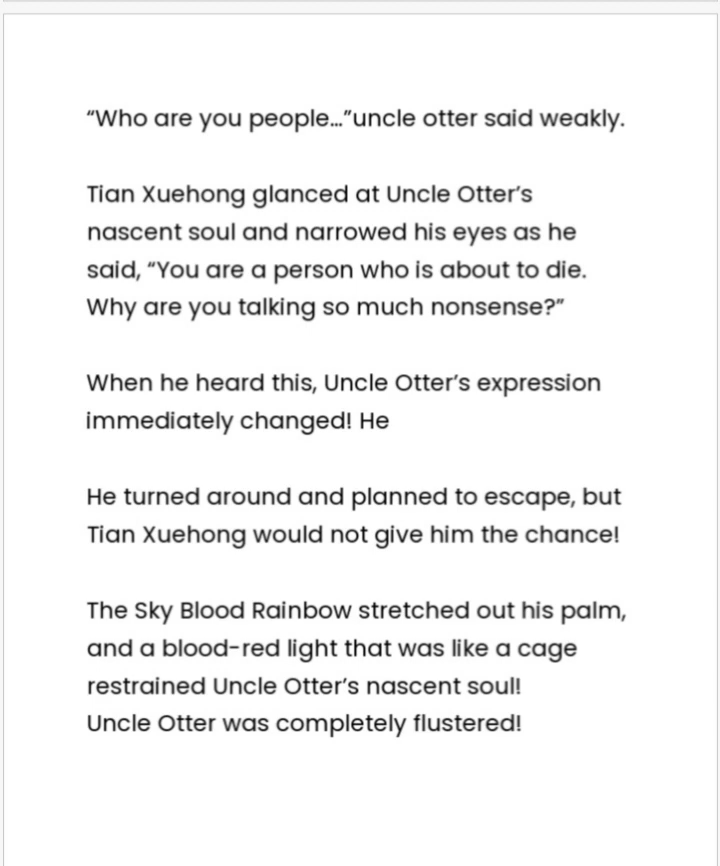 “Who are you people…”uncle otter said weakly.
Tian Xuehong glanced at Uncle Otter’s
nascent soul and narrowed his eyes as he
said, “You are a person who is about to die.
Why are you talking so much nonsense?”
When he heard this, Uncle Otter’s expression
immediately changed! He
He turned around and planned to escape, but
Tian Xuehong would not give him the chance!
The Sky Blood Rainbow stretched out his palm,
and a blood-red light that was like a cage
restrained Uncle Otter’s nascent soul!
Uncle Otter was completely flustered!